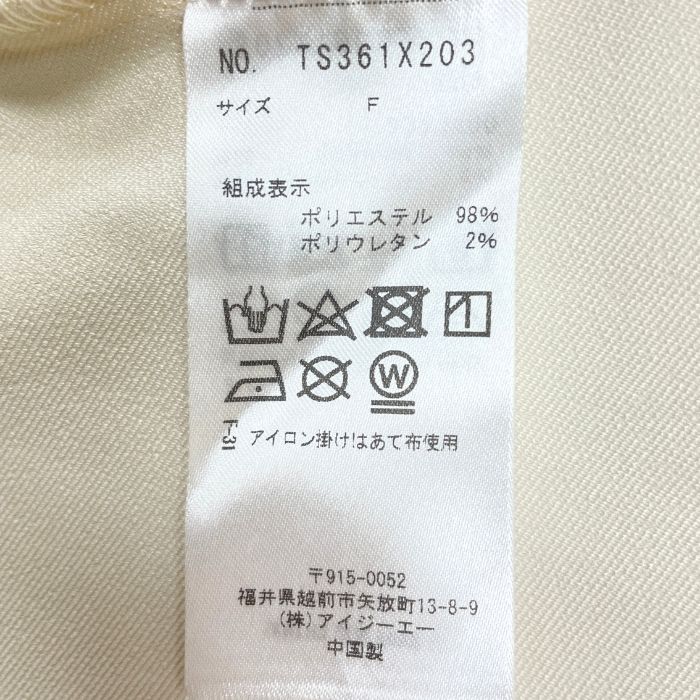 NO. TS361X203
サイズ F
組成表示
ポリエステル 98%
ポリウレタン 2%
W
アイロン掛けはあて布使用
〒915-0052
福井県越前市矢放町13-8-9
(株)アイジーエー
中国製